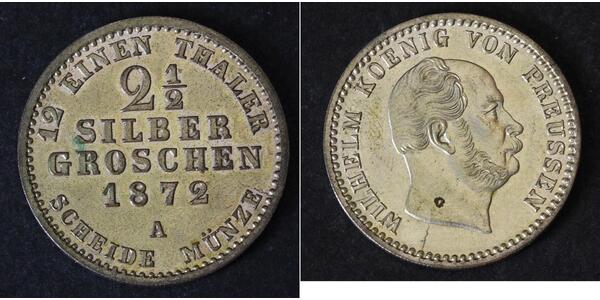 12 EINEN THALER
2 1/2
SILBER
GROSCHEN
1872
A
SCHEIDE MÜNZE
WILHELM KOENIG VON PREUSSEN